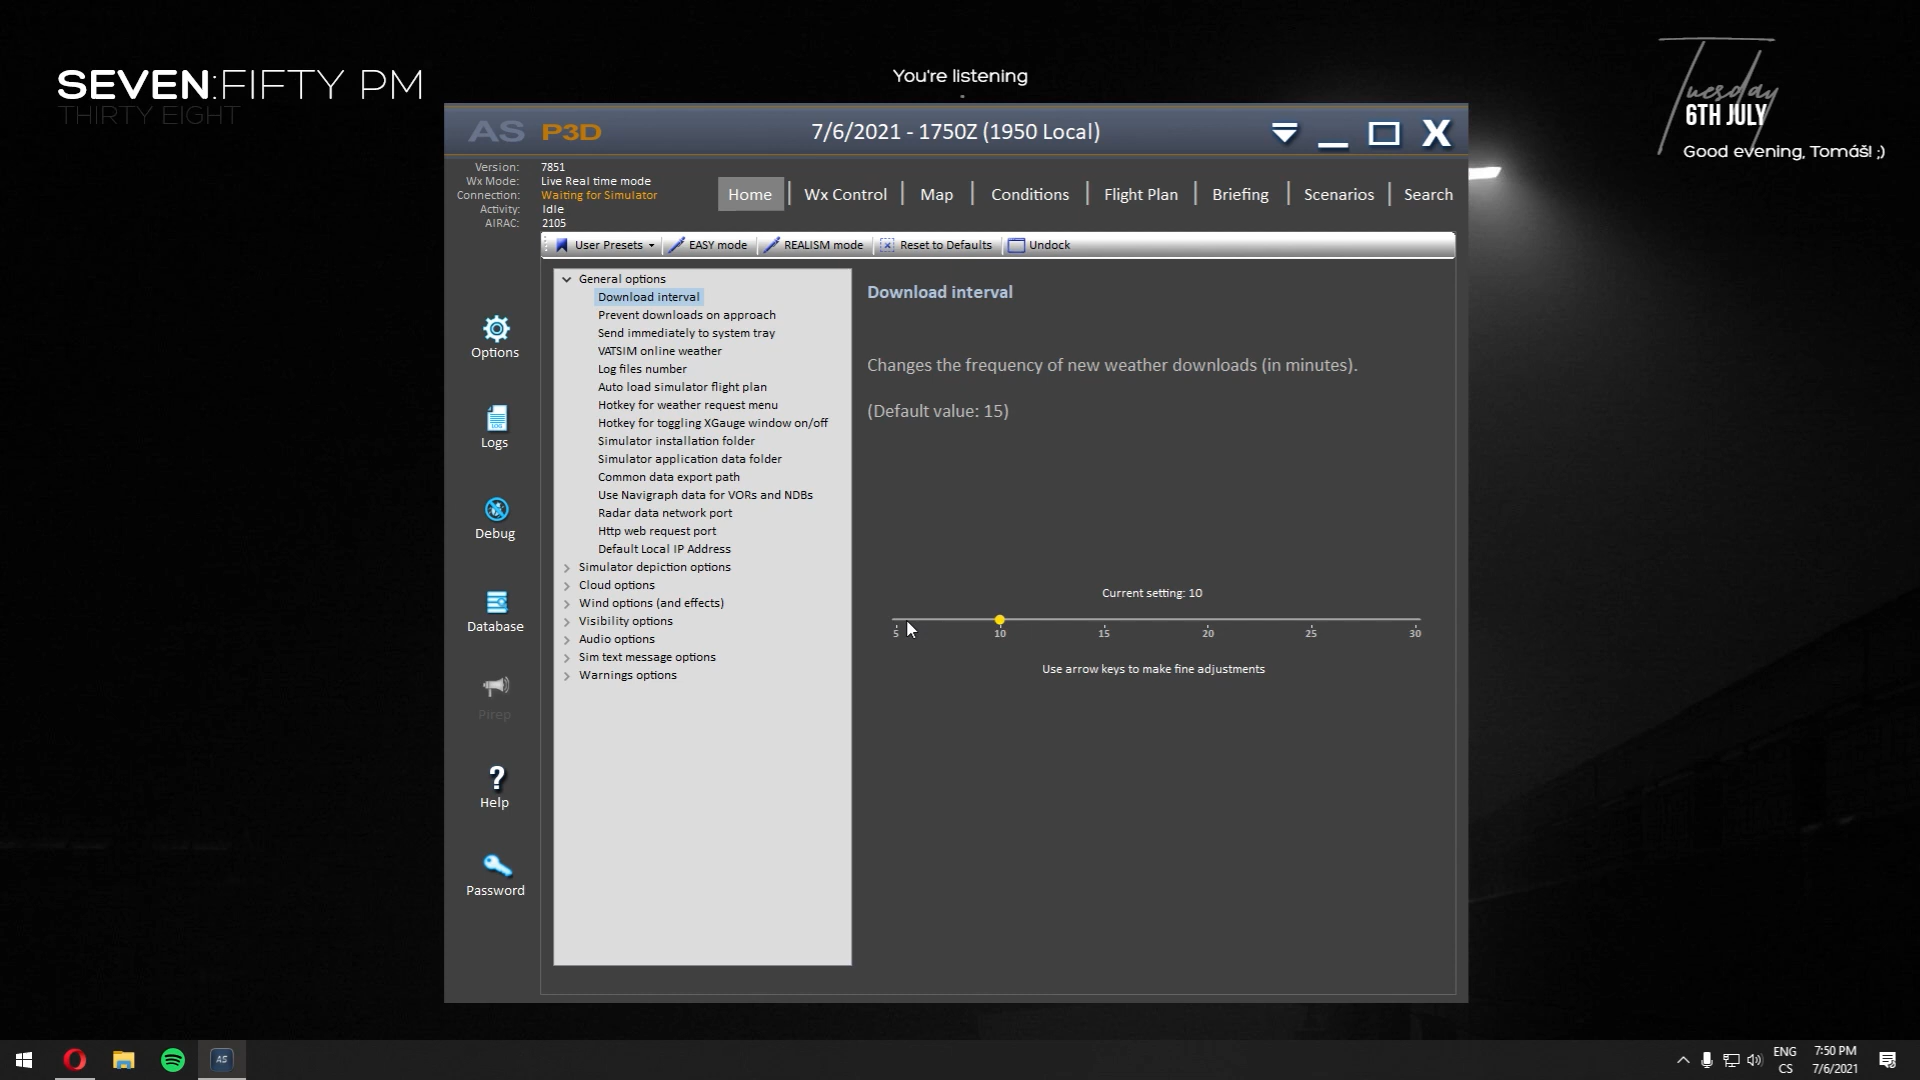 SEVEN:FIFTY PM
THIRTY EIGHT
You're listening
Tuesday
6TH JULY
Good evening, Tomáš! ;)
AS P3D
7/6/2021 - 1750Z (1950 Local)
X
Version: 7851
Wx Mode: Live Real time mode
Connection: Waiting for Simulator
Activity: Idle
AIRAC: 2105
Home | Wx Control | Map | Conditions | Flight Plan | Briefing | Scenarios | Search
User Presets EASY mode REALISM mode Reset to Defaults Undock
Options
Logs
Debug
Database
Pirep
Help
Password
General options
Download interval
Prevent downloads on approach
Send immediately to system tray
VATSIM online weather
Log files number
Auto load simulator flight plan
Hotkey for weather request menu
Hotkey for toggling XGauge window on/off
Simulator installation folder
Simulator application data folder
Common data export path
Use Navigraph data for VORs and NDBs
Radar data network port
Http web request port
Default Local IP Address
Simulator depiction options
Cloud options
Wind options (and effects)
Visibility options
Audio options
Sim text message options
Warnings options
Download interval
Changes the frequency of new weather downloads (in minutes).
(Default value: 15)
Current setting: 10
5 10 15 20 25 30
Use arrow keys to make fine adjustments
AS
ENG
CS
7:50 PM
7/6/2021